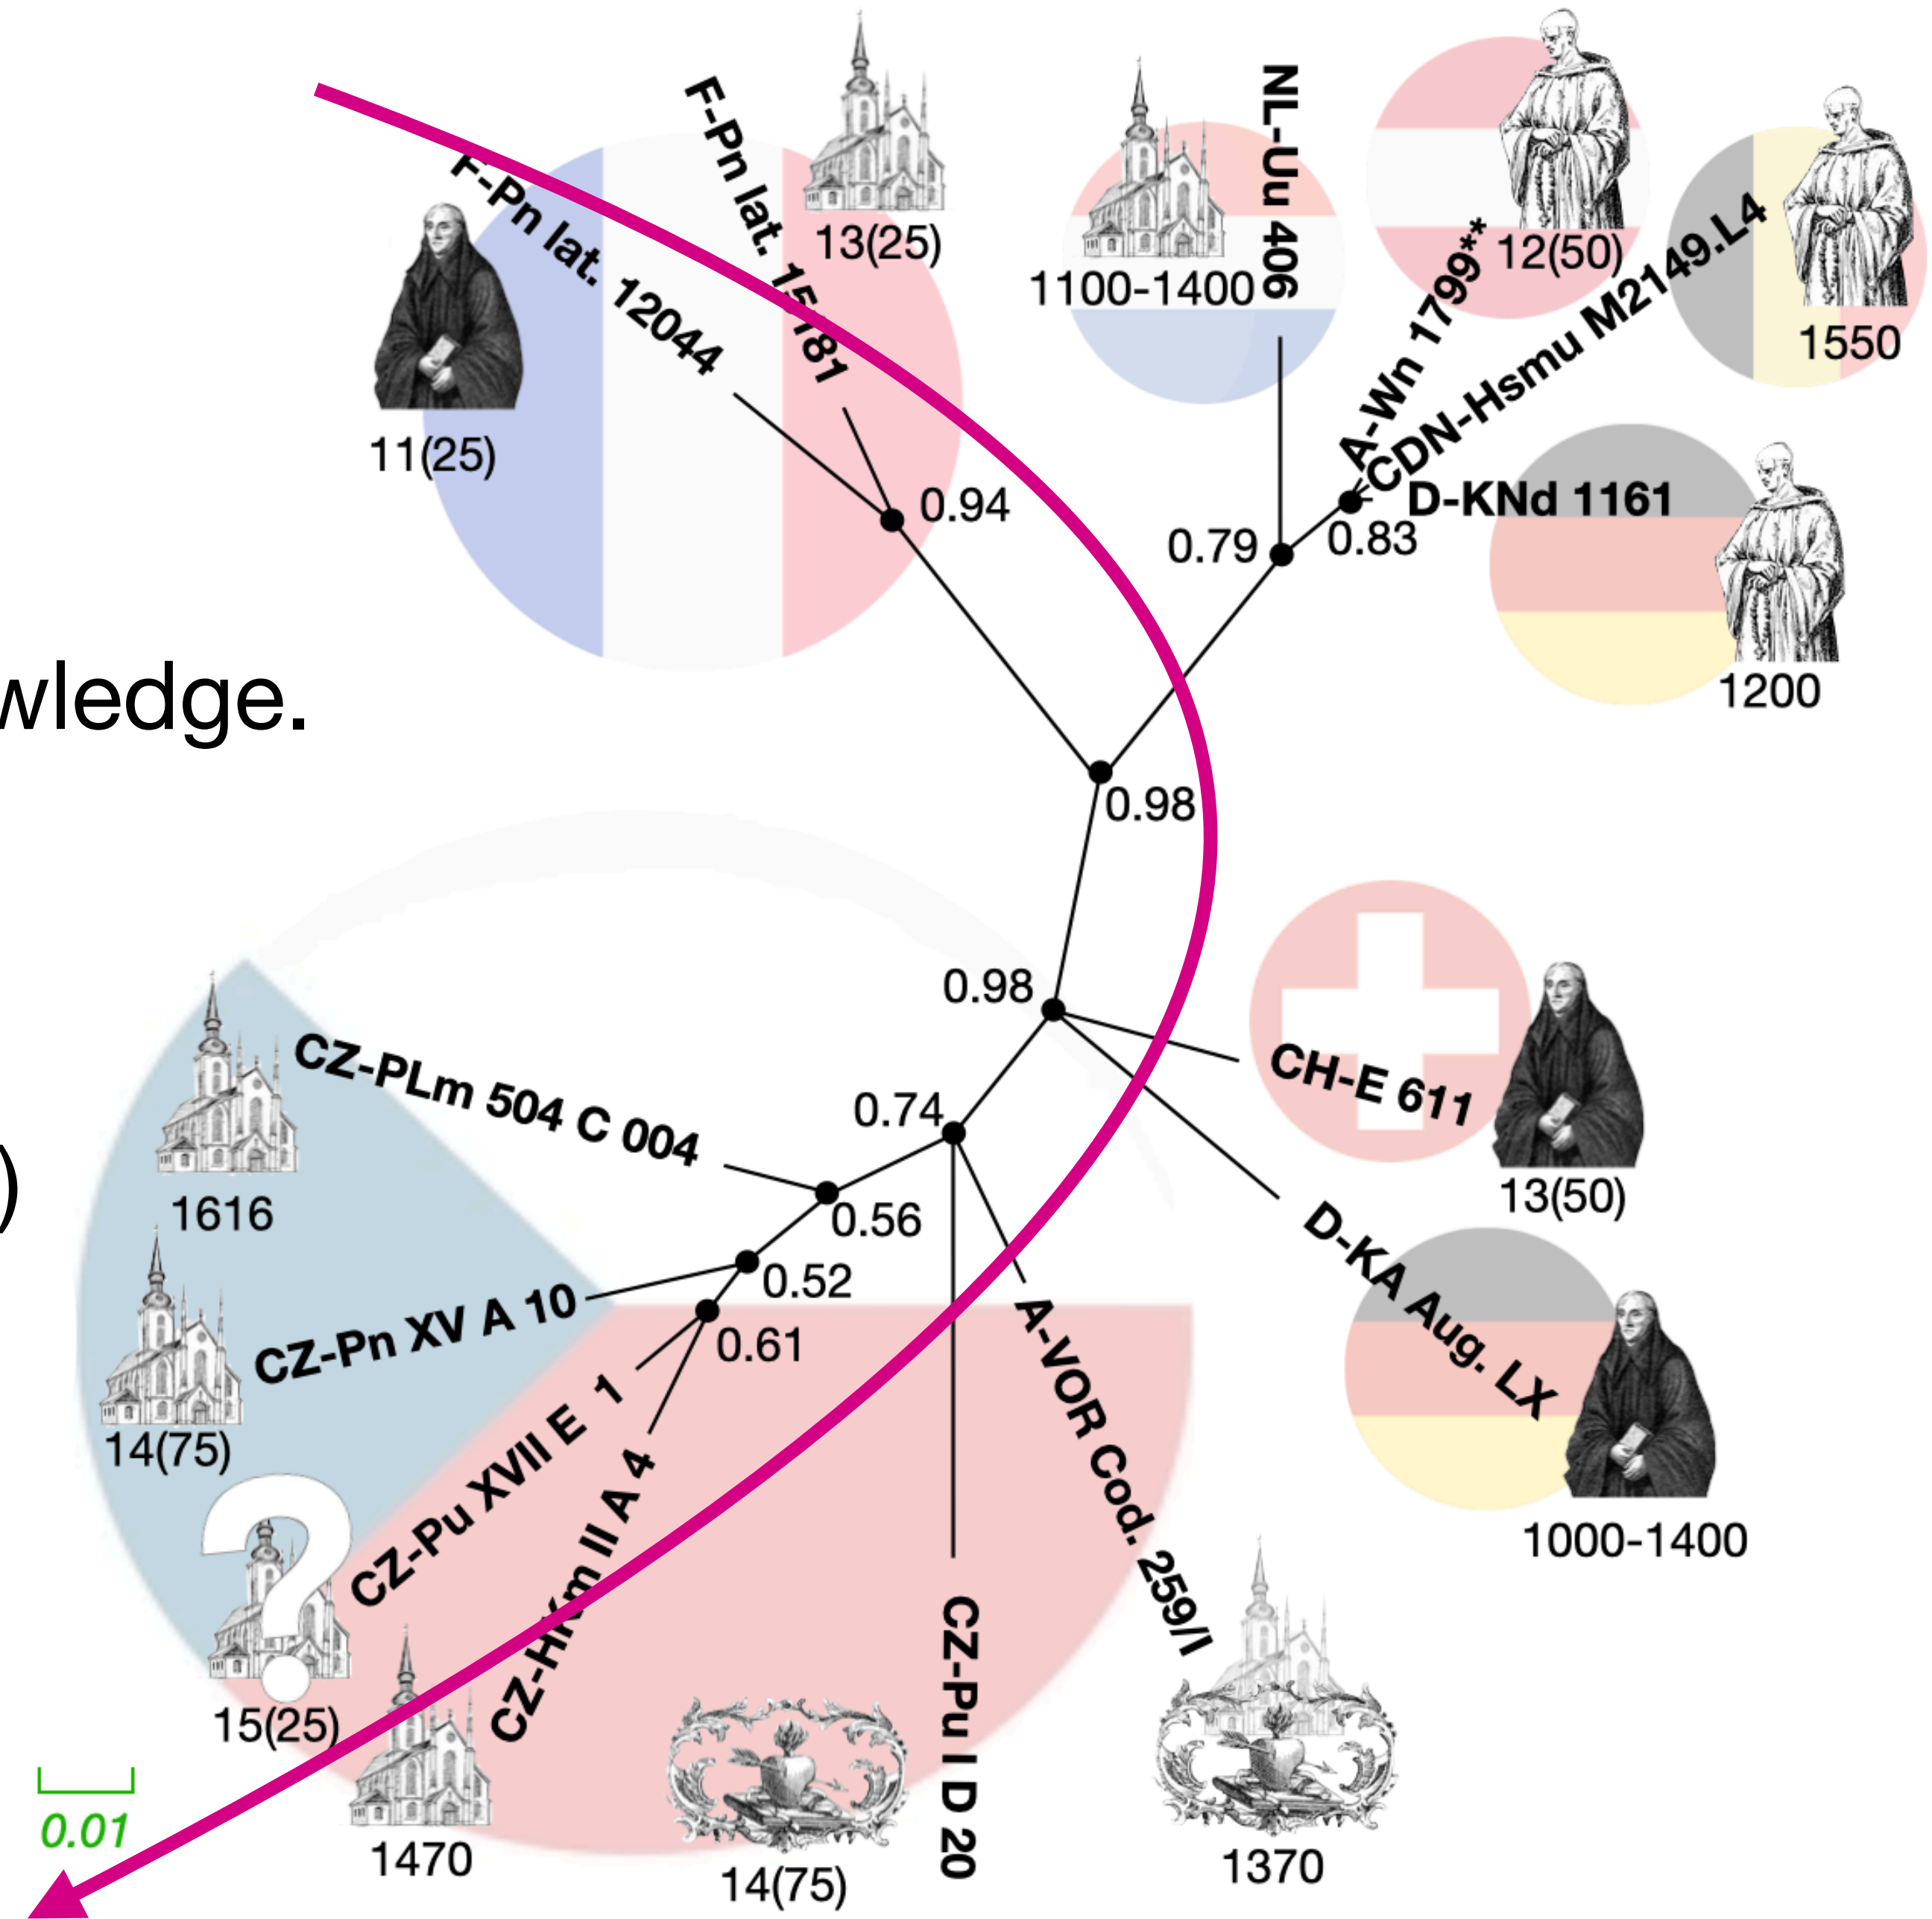 F-Pn lat. 12044
11(25)
F-Pn lat. 15181
13(25)
1100-1400
NL-Uu 406
A-Wn 1799**
12(50)
CDN-Hsmu M2149.L4
1550
D-KNd 1161
1200
0.94
0.79
0.83
wledge.
0.98
0.98
CH-E 611
13(50)
CZ-PLm 504 C 004
1616
0.74
)
0.56
D-KA Aug. LX
1000-1400
CZ-Pn XV A 10
14(75)
0.52
0.61
CZ-Pu XVII E 1
?
15(25)
CZ-HKm II A 4
1470
CZ-Pu I D 20
14(75)
A-VOR Cod. 259/I
1370
0.01